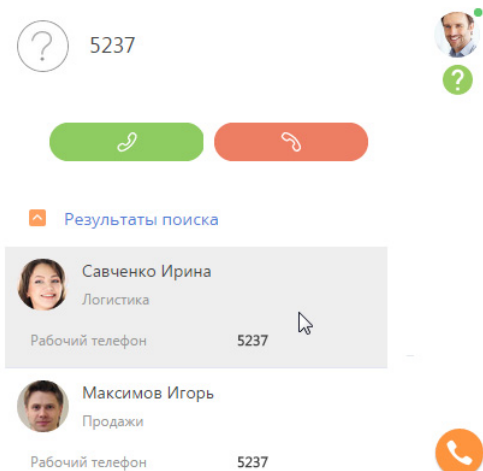 5237
Результаты поиска
Савченко Ирина
Логистика
Рабочий телефон 5237
Максимов Игорь
Продажи
Рабочий телефон 5237